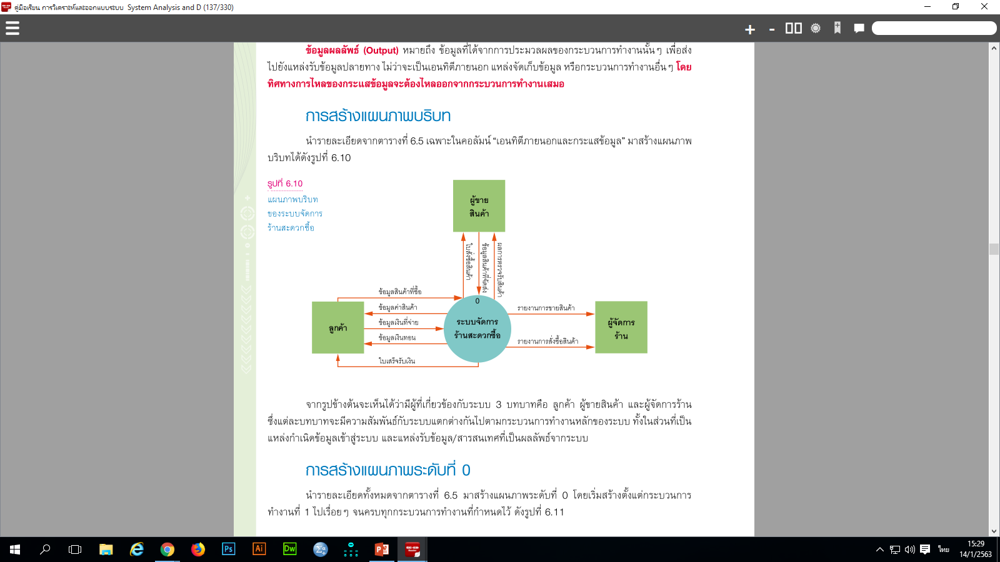 คู่มือเรียน การวิเคราะห์และออกแบบระบบ System Analysis and D (137/330)
ข้อมูลผลลัพธ์ (Output) หมายถึง ข้อมูลที่ได้จากการประมวลผลของกระบวนการทำงานนั้น ๆ เพื่อส่ง
ไปยังแหล่งรับข้อมูลปลายทาง ไม่ว่าจะเป็นเอนทิตีภายนอก แหล่งจัดเก็บข้อมูล หรือกระบวนการทำงานอื่น ๆ โดย
ทิศทางการไหลของกระแสข้อมูลจะต้องไหลออกจากกระบวนการทำงานเสมอ
การสร้างแผนภาพบริบท
นำรายละเอียดจากตารางที่ 6.5 เฉพาะในคอลัมน์ “เอนทิตีภายนอกและกระแสข้อมูล” มาสร้างแผนภาพ
บริบทได้ดังรูปที่ 6.10
รูปที่ 6.10
แผนภาพบริบท
ของระบบจัดการ
ร้านสะดวกซื้อ
ผู้ขาย
สินค้า
ใบสั่งซื้อสินค้า
ข้อมูลสินค้าที่จัดส่ง
ผลการตรวจรับสินค้า
ข้อมูลสินค้าที่ซื้อ
ข้อมูลค่าสินค้า
ข้อมูลเงินที่จ่าย
ข้อมูลเงินทอน
ใบเสร็จรับเงิน
ลูกค้า
0
ระบบจัดการ
ร้านสะดวกซื้อ
รายงานการขายสินค้า
รายงานการสั่งซื้อสินค้า
ผู้จัดการ
ร้าน
จากรูปข้างต้นจะเห็นได้ว่ามีผู้ที่เกี่ยวข้องกับระบบ 3 บทบาทคือ ลูกค้า ผู้ขายสินค้า และผู้จัดการร้าน
ซึ่งแต่ละบทบาทจะมีความสัมพันธ์กับระบบแตกต่างกันไปตามกระบวนการทำงานหลักของระบบ ทั้งในส่วนที่เป็น
แหล่งกำเนิดข้อมูลเข้าสู่ระบบ และแหล่งรับข้อมูล/สารสนเทศที่เป็นผลลัพธ์จากระบบ
การสร้างแผนภาพระดับที่ 0
นำรายละเอียดทั้งหมดจากตารางที่ 6.5 มาสร้างแผนภาพระดับที่ 0 โดยเริ่มสร้างตั้งแต่กระบวนการ
ทำงานที่ 1 ไปเรื่อย ๆ จนครบทุกกระบวนการทำงานที่กำหนดไว้ ดังรูปที่ 6.11
Ps
Ai
Dw
ไทย
15:29
14/1/2563